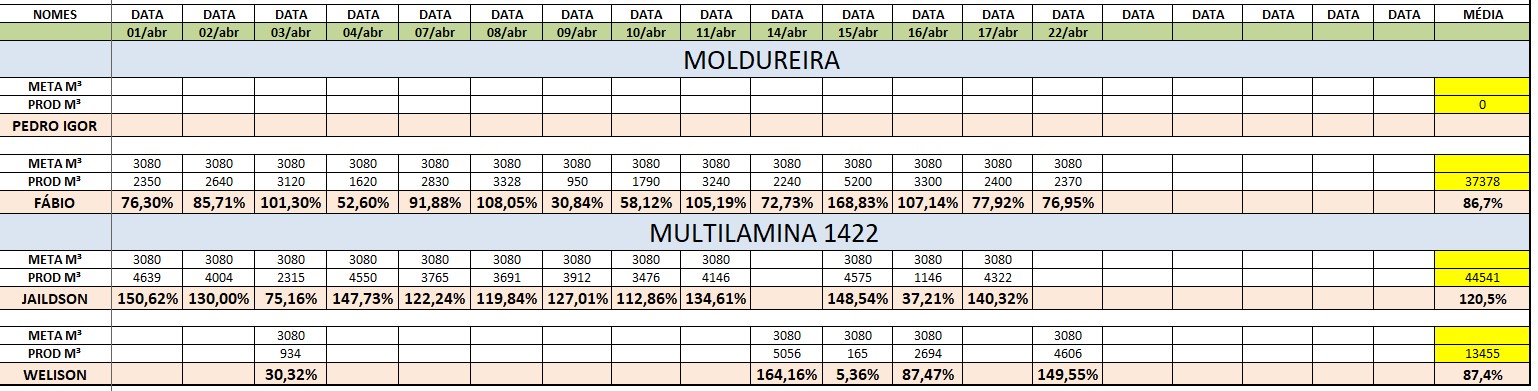 NOMES DATA DATA DATA DATA DATA DATA DATA DATA DATA DATA DATA DATA DATA DATA DATA DATA DATA DATA DATA MÉDIA
01/abr 02/abr 03/abr 04/abr 07/abr 08/abr 09/abr 10/abr 11/abr 14/abr 15/abr 16/abr 17/abr 22/abr
MOLDUREIRA
META M³
PROD M³ 0
PEDRO IGOR
META M³ 3080 3080 3080 3080 3080 3080 3080 3080 3080 3080 3080 3080 3080 3080
PROD M³ 2350 2640 3120 1620 2830 3328 950 1790 3240 2240 5200 3300 2400 2370 37378
FÁBIO 76,30% 85,71% 101,30% 52,60% 91,88% 108,05% 30,84% 58,12% 105,19% 72,73% 168,83% 107,14% 77,92% 76,95% 86,7%
MULTILAMINA 1422
META M³ 3080 3080 3080 3080 3080 3080 3080 3080 3080 3080 3080 3080
PROD M³ 4639 4004 2315 4550 3765 3691 3912 3476 4146 4575 1146 4322 44541
JAILDSON 150,62% 130,00% 75,16% 147,73% 122,24% 119,84% 127,01% 112,86% 134,61% 148,54% 37,21% 140,32% 120,5%
META M³ 3080 3080 3080 3080 3080
PROD M³ 934 5056 165 2694 4606 13455
WELISON 30,32% 164,16% 5,36% 87,47% 149,55% 87,4%